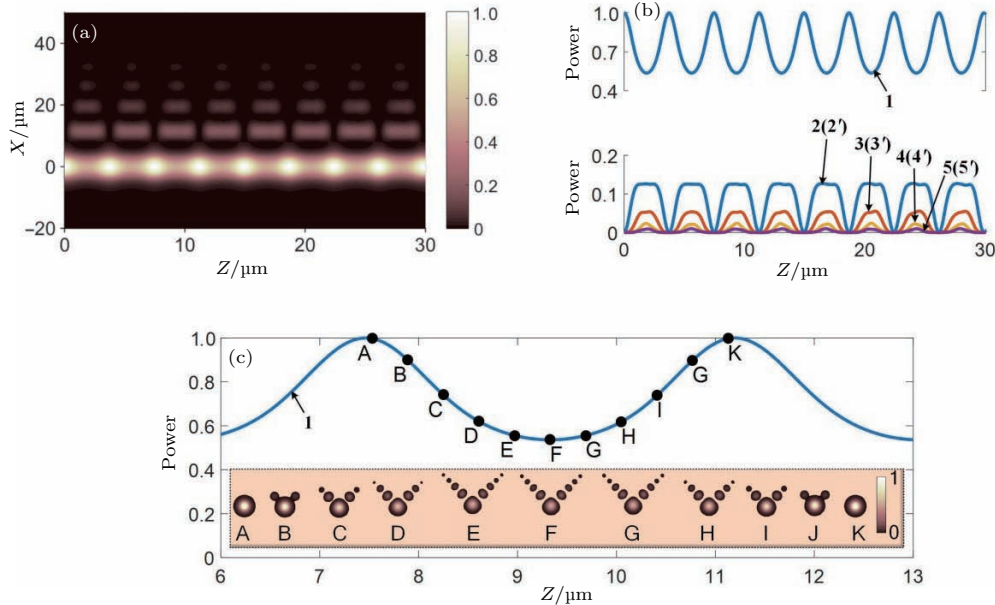 (a)
1.0
0.8
0.6
0.4
0.2
0
40
20
0
−20
X/µm
0
10
20
30
Z/µm
(b)
1.0
0.7
0.4
Power
1
0.2
0.1
0
Power
2(2′)
3(3′)
4(4′)
5(5′)
0
10
20
30
Z/µm
(c)
1.0
0.8
0.6
0.4
0.2
0
Power
1
A
B
C
D
E
F
G
H
I
G
K
1
0
A B C D E F G H I J K
6 7 8 9 10 11 12 13
Z/µm